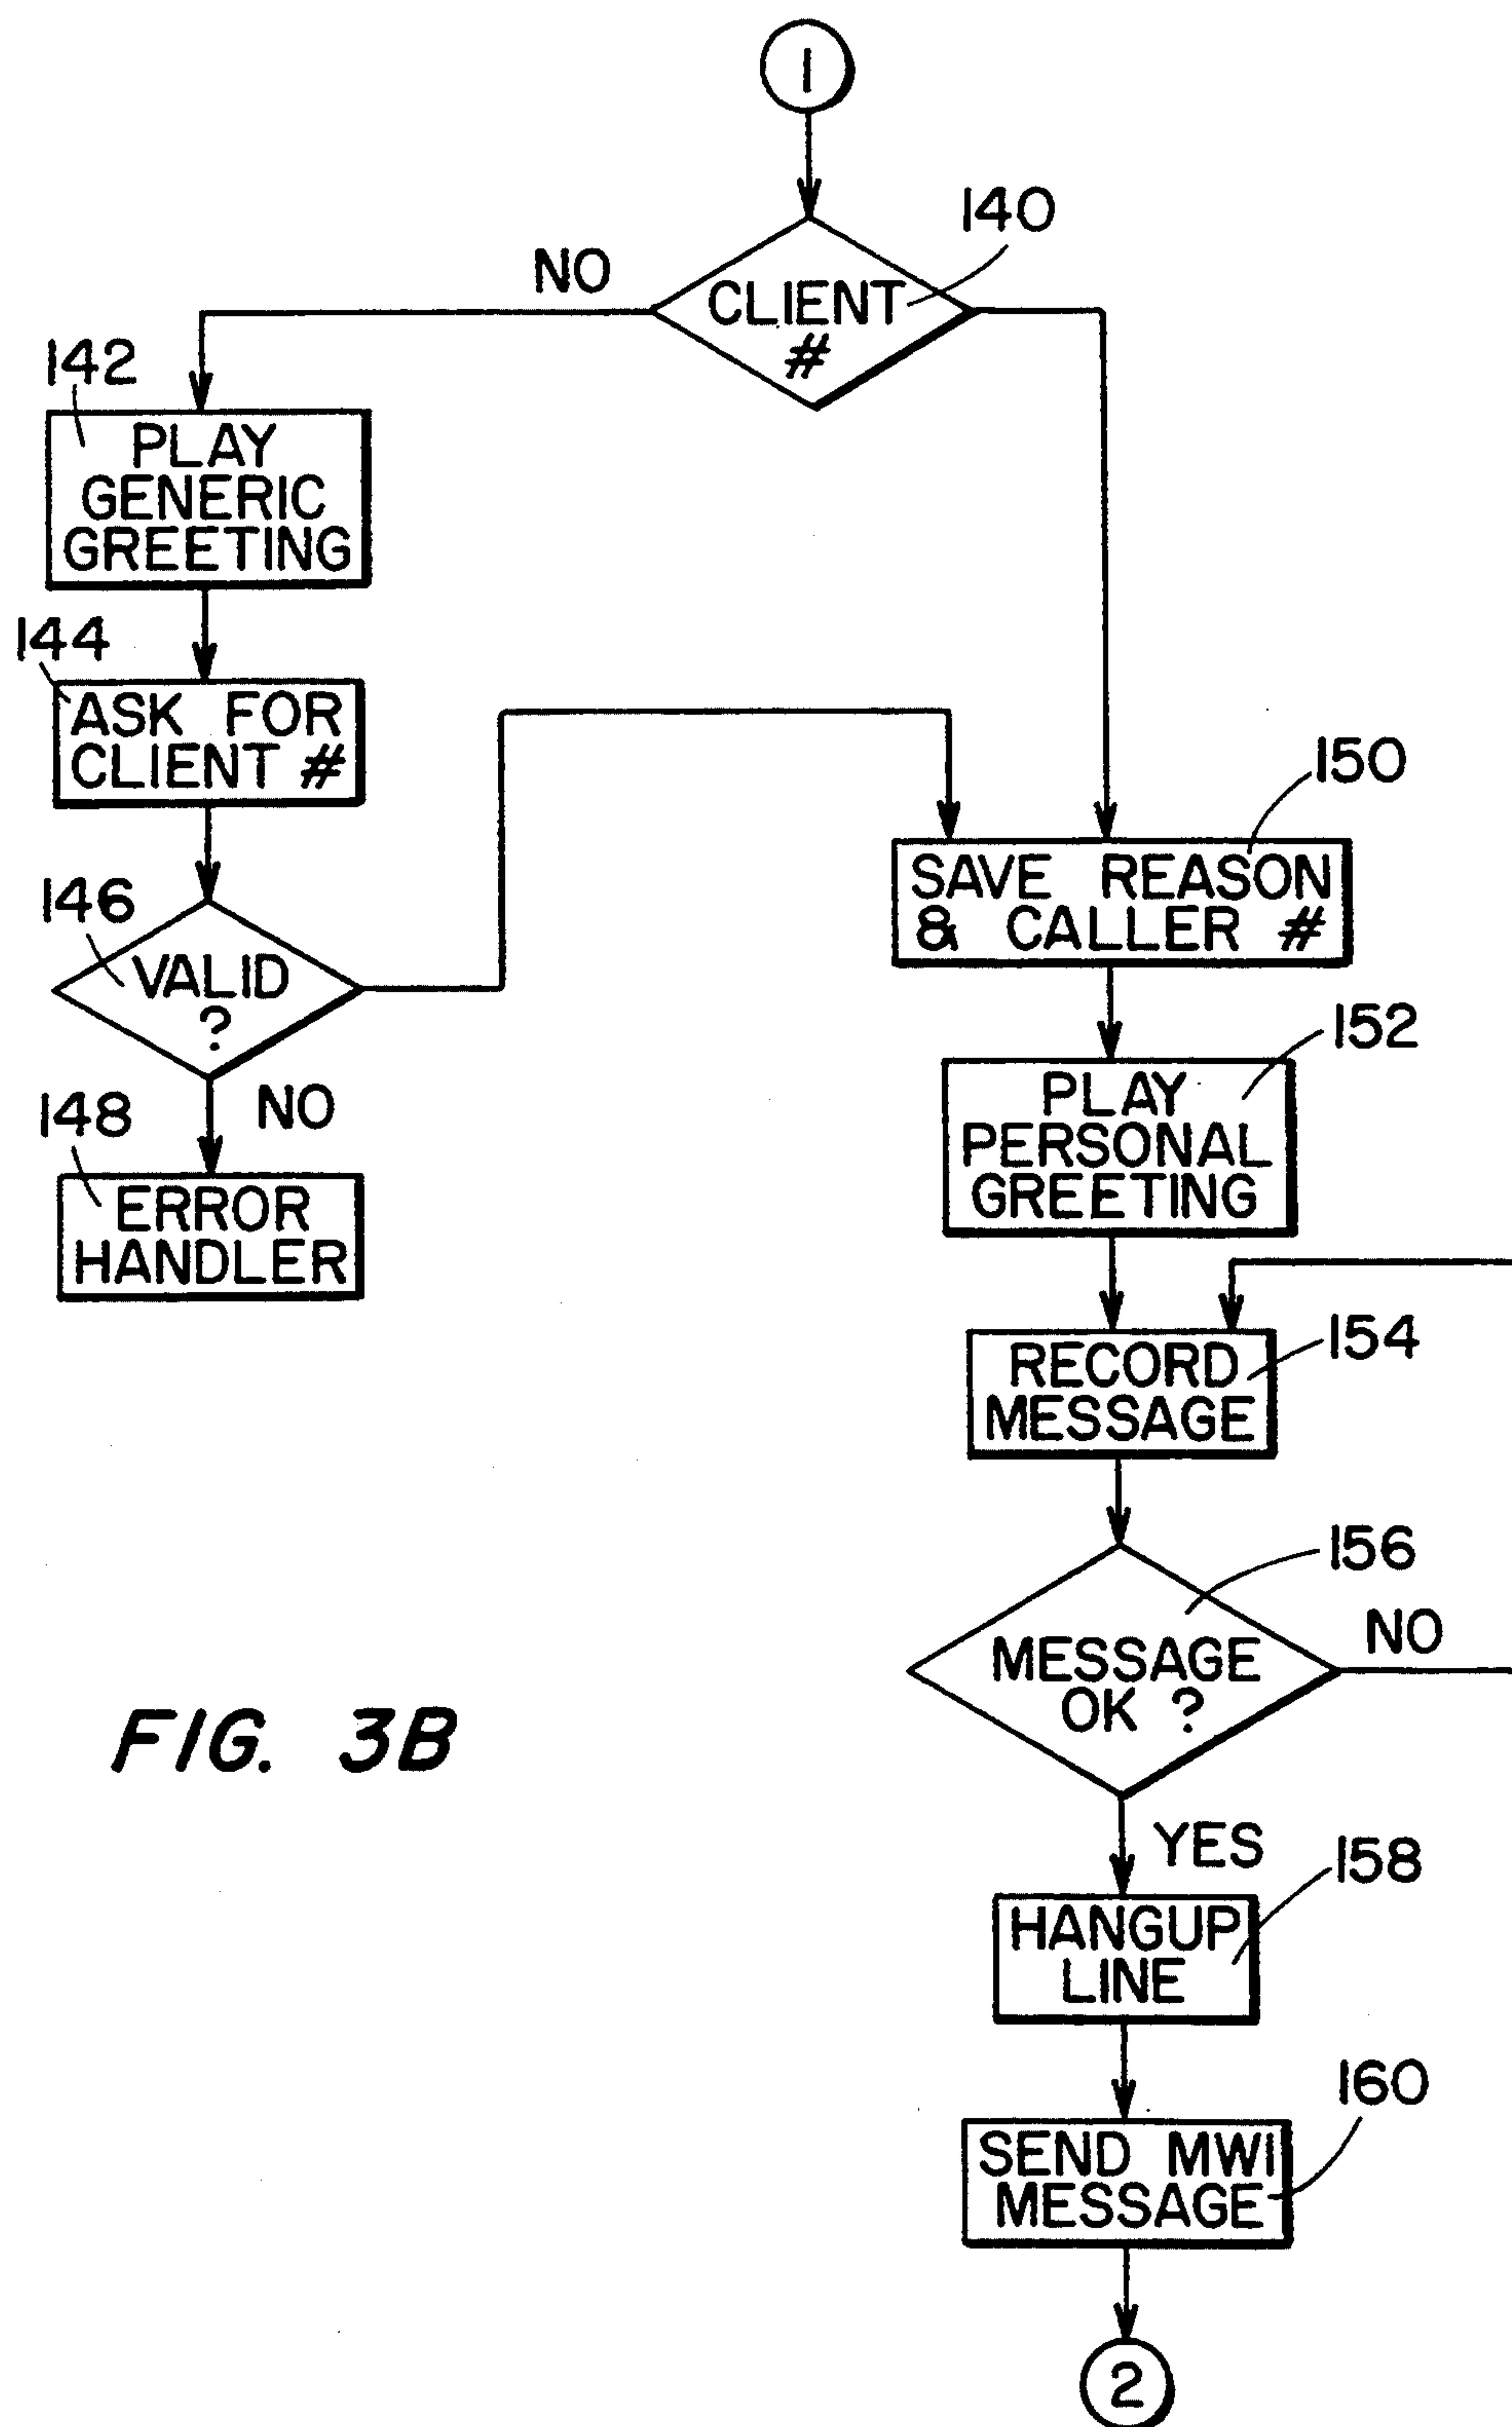 1
140
NO
CLIENT
#
142
PLAY
GENERIC
GREETING
144
ASK FOR
CLIENT #
150
SAVE REASON
& CALLER #
146
VALID
?
152
PLAY
PERSONAL
GREETING
NO
148
ERROR
HANDLER
154
RECORD
MESSAGE
156
NO
MESSAGE
OK ?
FIG. 3B
YES
158
HANGUP
LINE
160
SEND MWI
MESSAGE
2